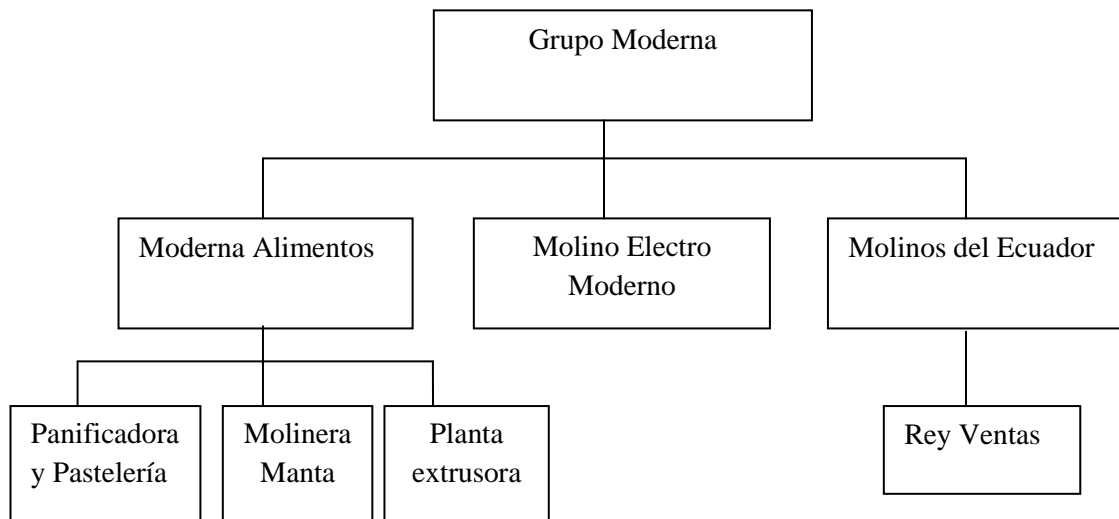 Grupo Moderna
Moderna Alimentos
Molino Electro
Moderno
Molinos del Ecuador
Panificadora
y Pastelería
Molinera
Manta
Planta
extrusora
Rey Ventas